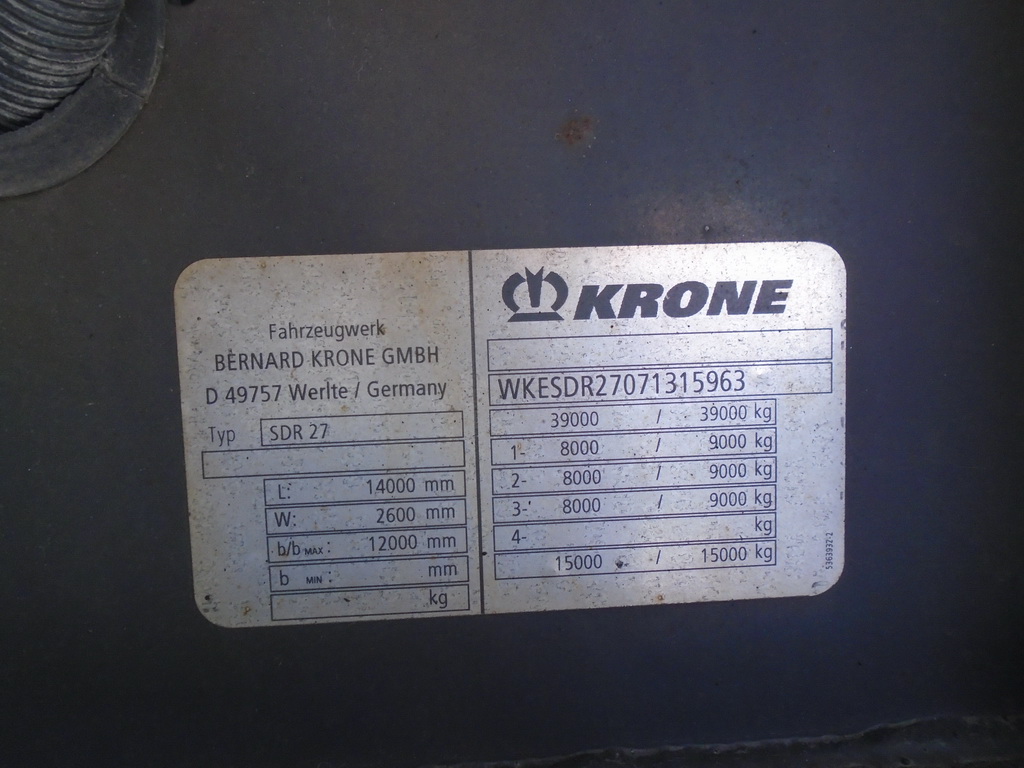 Fahrzeugwerk
BERNARD KRONE GMBH
D 49757 Werlte / Germany
Typ SDR 27
L: 14000 mm
W: 2600 mm
b/b MAX : 12000 mm
b MIN : mm
kg
KRONE
WKESDR27071315963
39000 / 39000 kg
1- 8000 / 9000 kg
2- 8000 / 9000 kg
3- 8000 / 9000 kg
4- kg
15000 / 15000 kg
5363932-2